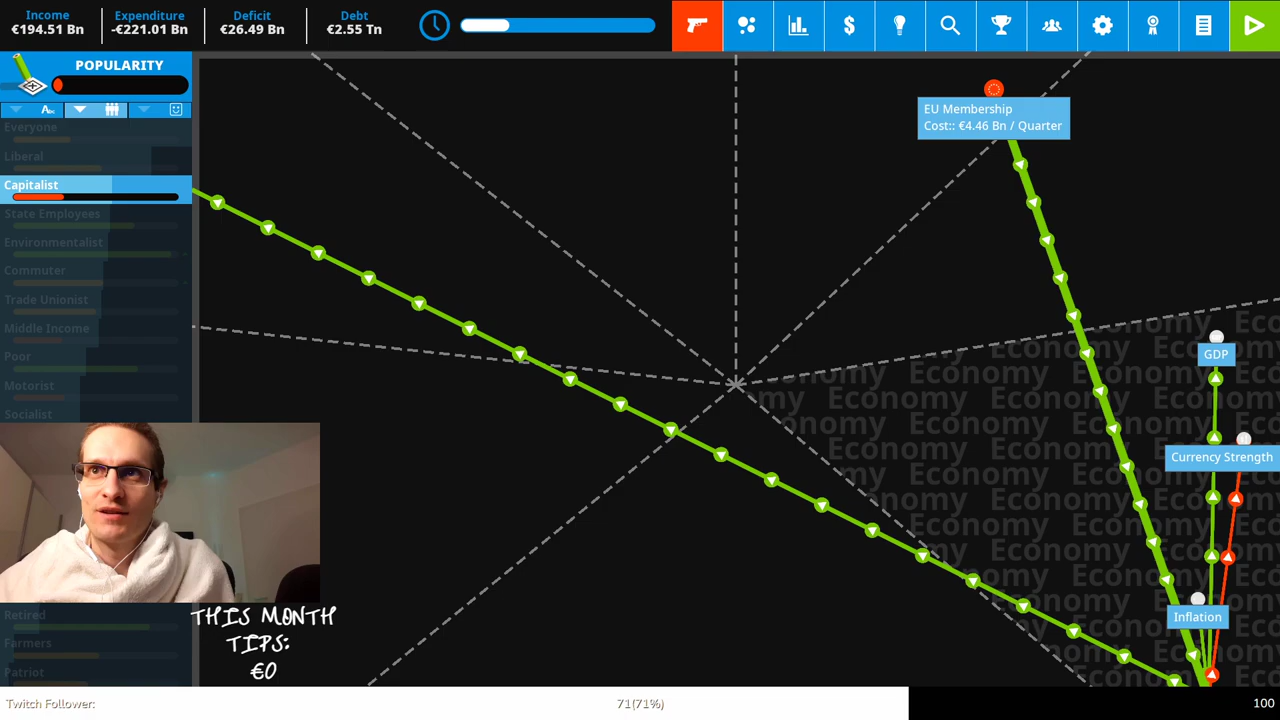 Income
€194.51 Bn
Expenditure
-€221.01 Bn
Deficit
€26.49 Bn
Debt
€2.55 Tn
POPULARITY
Everyone
Liberal
Capitalist
State Employees
Environmentalist
Commuter
Trade Unionist
Middle Income
Poor
Motorist
Socialist
Retired
Farmers
Patriot
EU Membership
Cost:: €4.46 Bn / Quarter
GDP
Currency Strength
Inflation
Economy Economy Economy
THIS MONTH
TIPS:
€0
Twitch Follower:
71(71%)
100